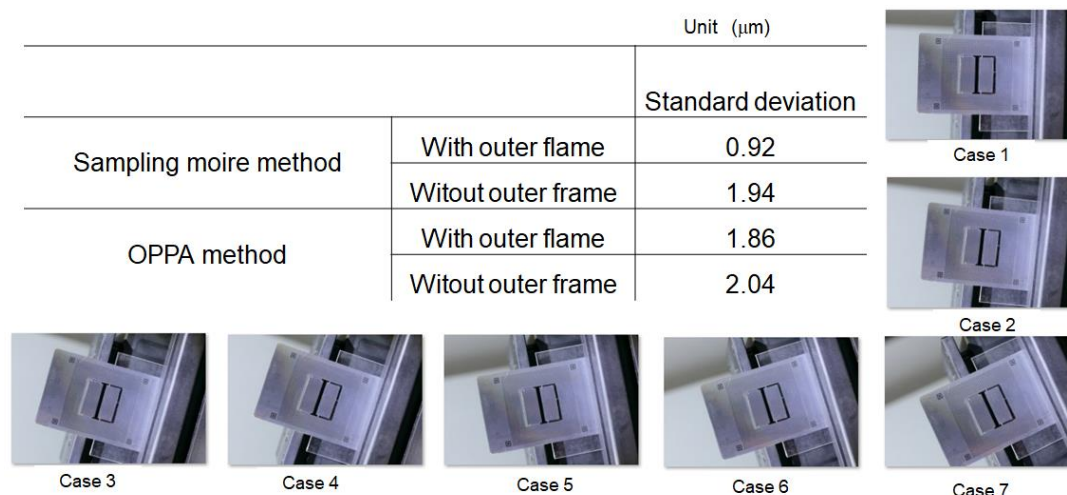 Unit (μm)
Standard deviation
Sampling moire method
With outer flame
0.92
Witout outer frame
1.94
OPPA method
With outer flame
1.86
Witout outer frame
2.04
Case 1
Case 2
Case 3
Case 4
Case 5
Case 6
Case 7